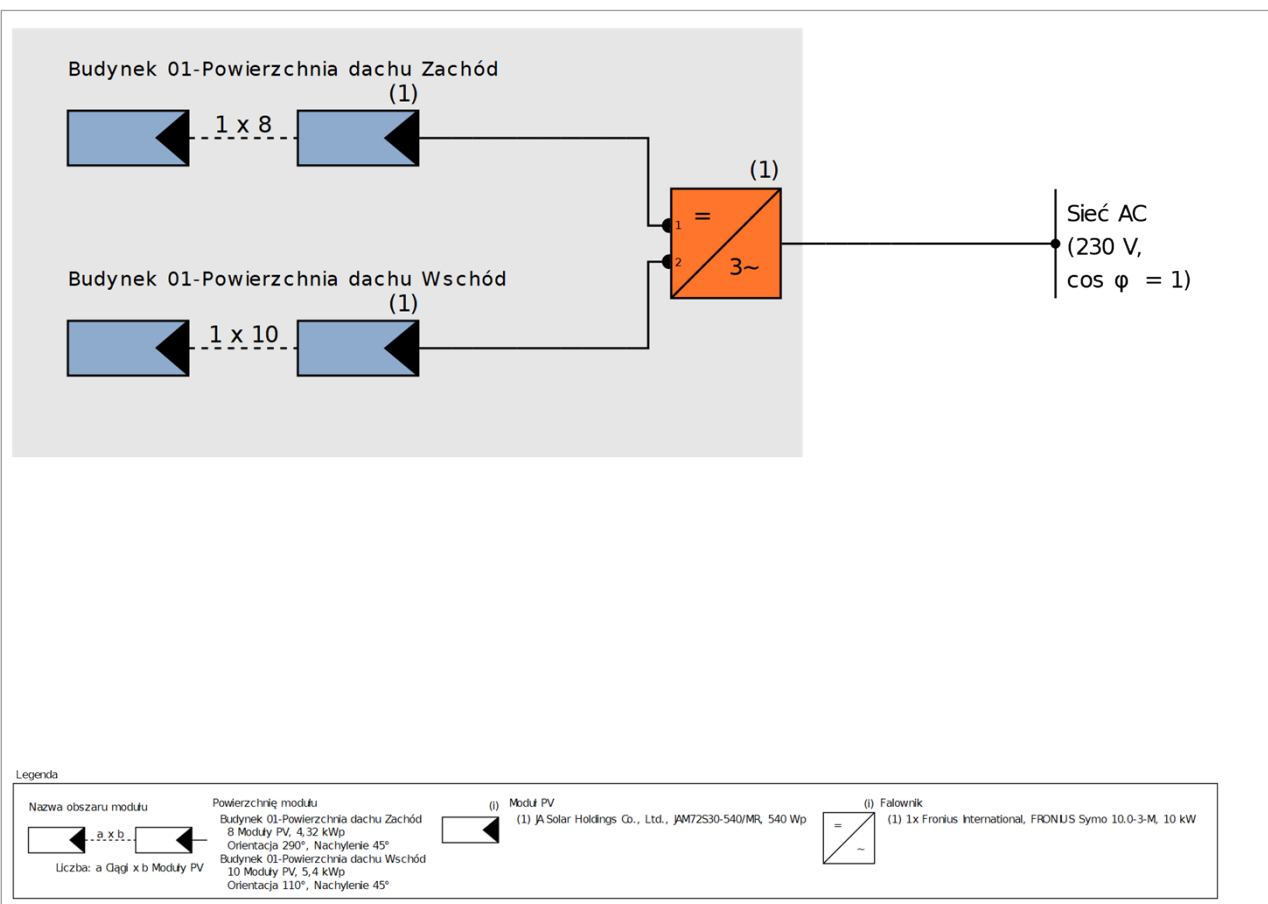 Budynek 01-Powierzchnia dachu Zachód
(1)
1 x 8
(1)
1
=
2
3~
Sieć AC
(230 V,
cos φ = 1)
Budynek 01-Powierzchnia dachu Wschód
(1)
1 x 10
Legenda
Nazwa obszaru modułu
a x b
Liczba: a Ciągi x b Moduły PV
Powierzchnię modułu
Budynek 01-Powierzchnia dachu Zachód
8 Moduły PV, 4,32 kWp
Orientacja 290°, Nachylenie 45°
Budynek 01-Powierzchnia dachu Wschód
10 Moduły PV, 5,4 kWp
Orientacja 110°, Nachylenie 45°
(i) Moduł PV
(1) JA Solar Holdings Co., Ltd., JAM72S30-540/MR, 540 Wp
(i) Falownik
=
~
(1) 1x Fronius International, FRONIUS Symo 10.0-3-M, 10 kW